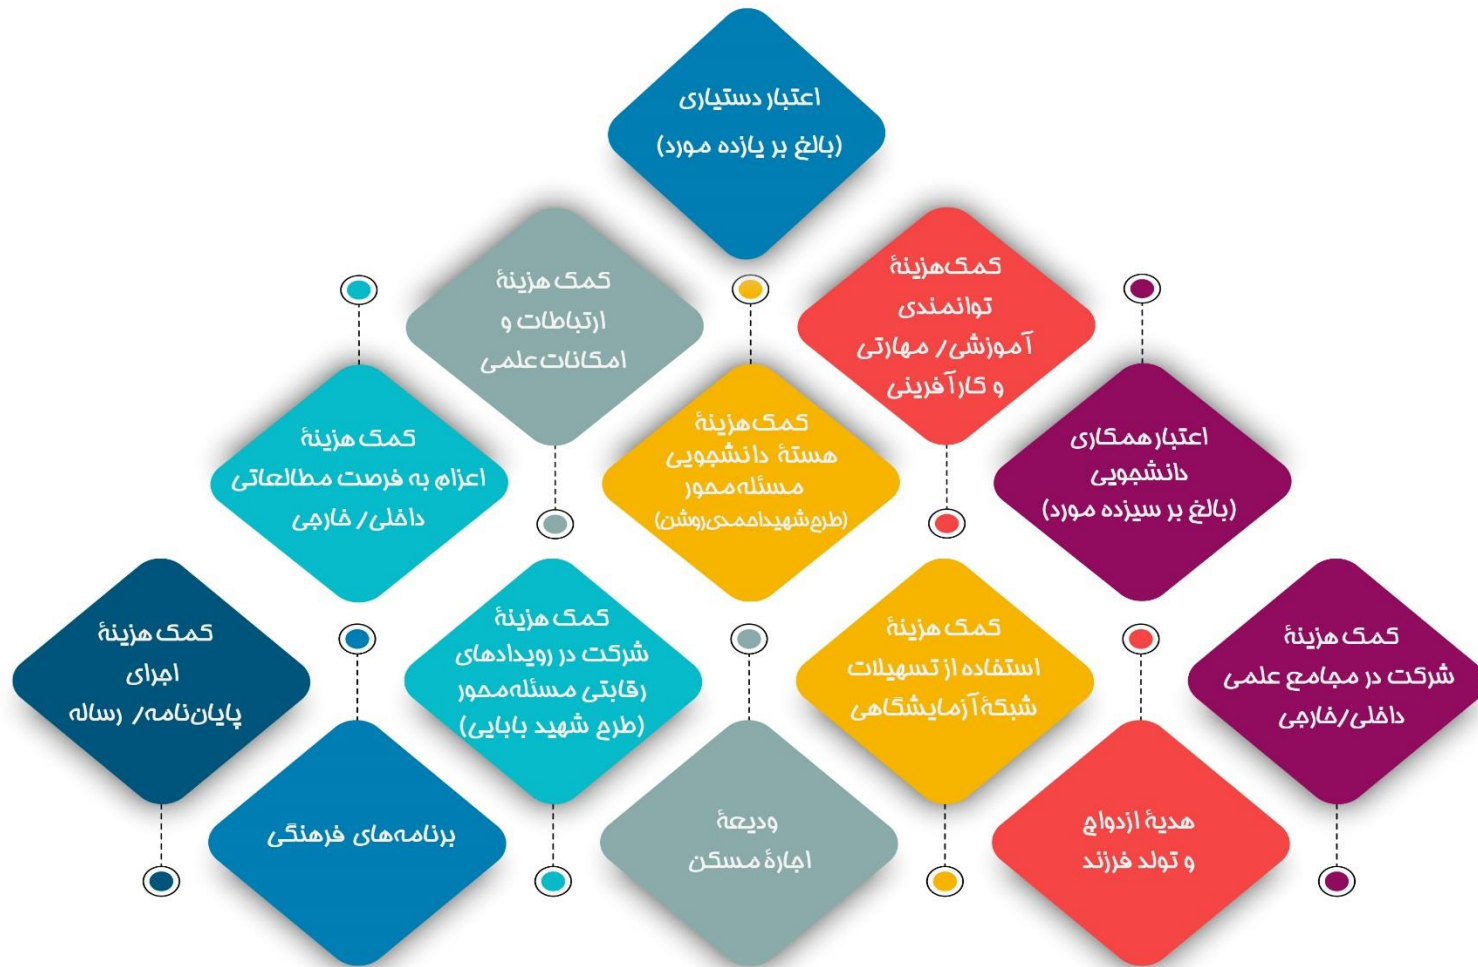 اعتبار دستیاری
(بالغ بر یازده مورد)
کمک‌هزینهٔ
توانمندی
آموزشی/ مهارتی
و کارآفرینی
کمک هزینهٔ
ارتباطات و
امکانات علمی
اعتبار همکاری
دانشجویی
(بالغ بر سیزده مورد)
کمک هزینهٔ
هستهٔ دانشجویی
مسئله‌محور
(طرح شهید احمدی روشن)
کمک هزینهٔ
اعزام به فرصت مطالعاتی
داخلی/ خارجی
کمک هزینهٔ
شرکت در مجامع علمی
داخلی/خارجی
کمک هزینهٔ
استفاده از تسهیلات
شبکهٔ آزمایشگاهی
کمک هزینهٔ
شرکت در رویدادهای
رقابتی مسئله‌محور
(طرح شهید بابایی)
کمک هزینهٔ
اجرای
پایان‌نامه/ رساله
هدیهٔ ازدواج
و تولد فرزند
ودیعهٔ
اجارهٔ مسکن
برنامه‌های فرهنگی